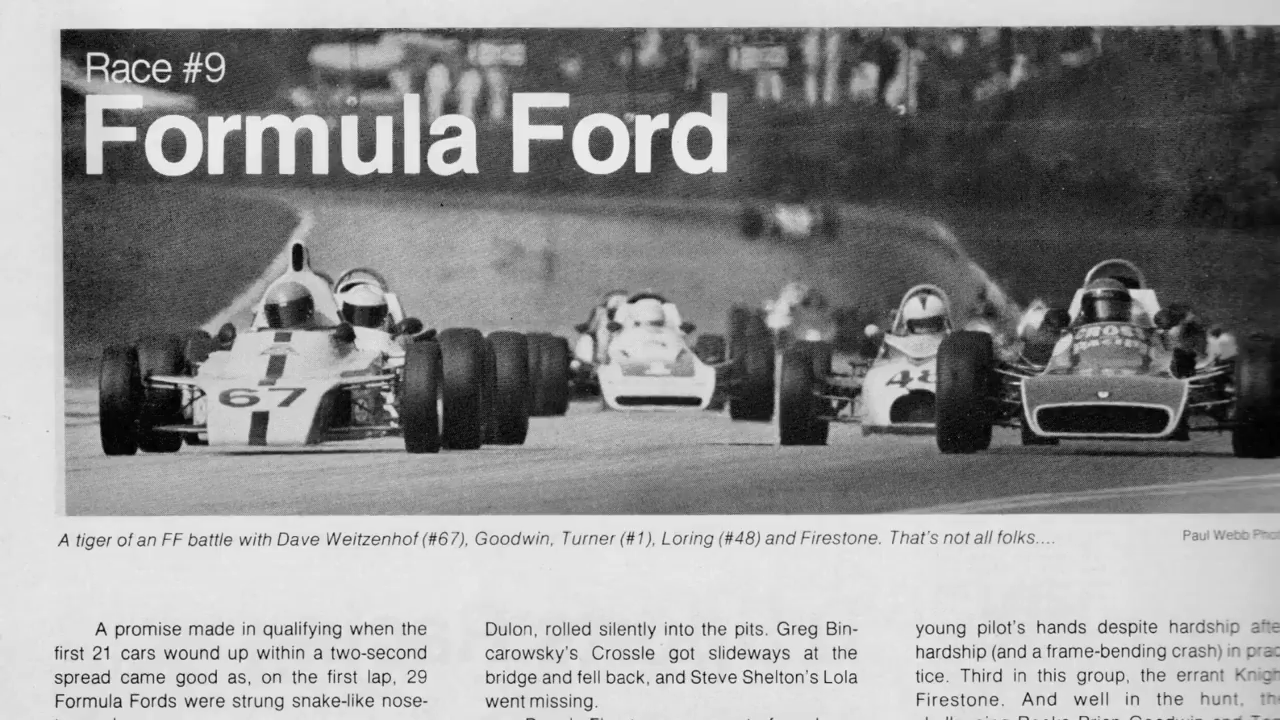 Race #9
Formula Ford
67
1
48
A tiger of an FF battle with Dave Weitzenhof (#67), Goodwin, Turner (#1), Loring (#48) and Firestone. That's not all folks....
Paul Webb
A promise made in qualifying when the
first 21 cars wound up within a two-second
spread came good as, on the first lap, 29
Formula Fords were strung snake-like nose-
Dulon, rolled silently into the pits. Greg Bin-
carowsky's Crossle got slideways at the
bridge and fell back, and Steve Shelton's Lola
went missing.
young pilot's hands despite hardship
hardship (and a frame-bending crash) in prac
tice. Third in this group, the errant
Firestone. And well in the hunt,